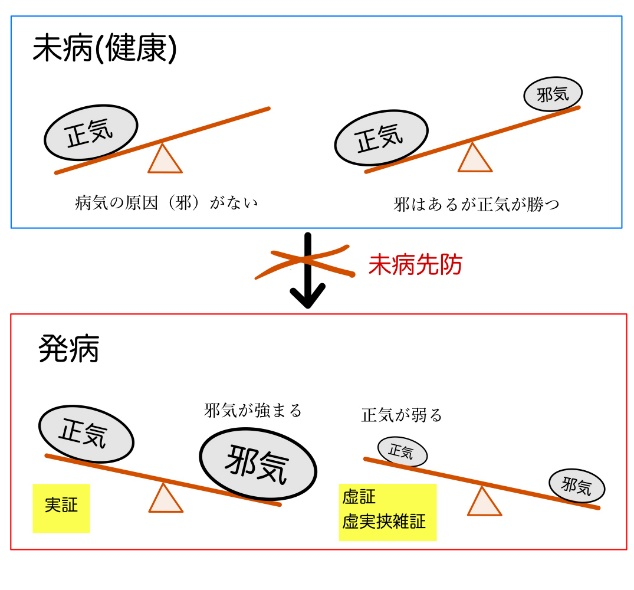 未病(健康)
正気
正気
邪気
病気の原因（邪）がない
邪はあるが正気が勝つ
未病先防
発病
正気
邪気が強まる
邪気
正気が弱る
正気
邪気
実証
虚証
虚実挟雑証